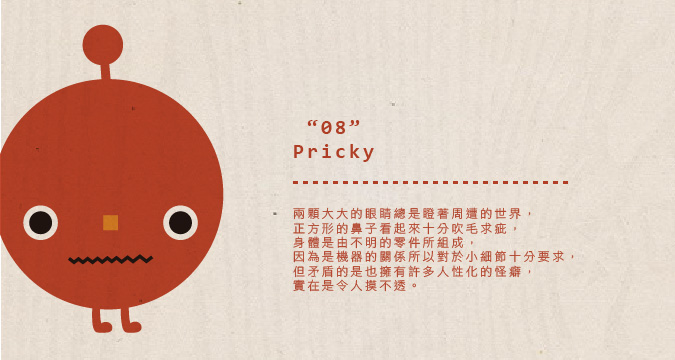 “08”
Pricky
兩顆大大的眼睛總是瞪著周遭的世界，
正方形的鼻子看起來十分吹毛求疵，
身體是由不明的零件所組成，
因為是機器的關係所以對於小細節十分要求，
但矛盾的是也擁有許多人性化的怪癖，
實在是令人摸不透。